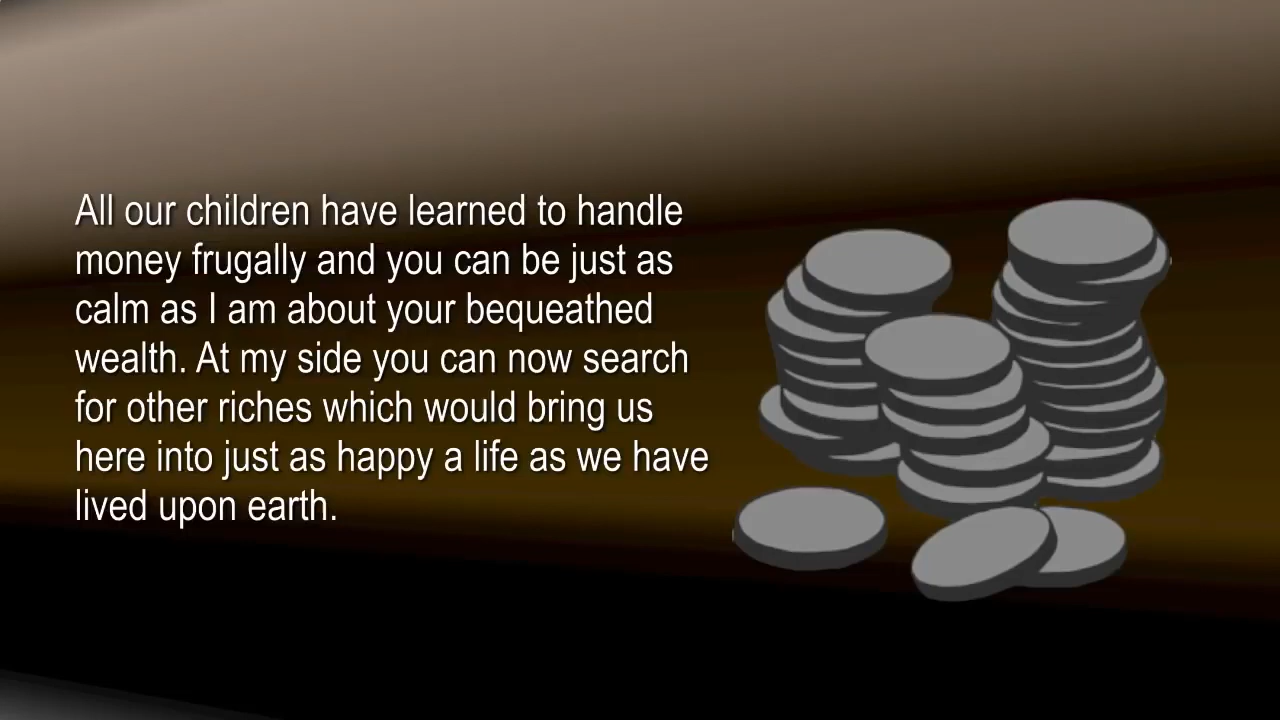 All our children have learned to handle
money frugally and you can be just as
calm as I am about your bequeathed
wealth. At my side you can now search
for other riches which would bring us
here into just as happy a life as we have
lived upon earth.